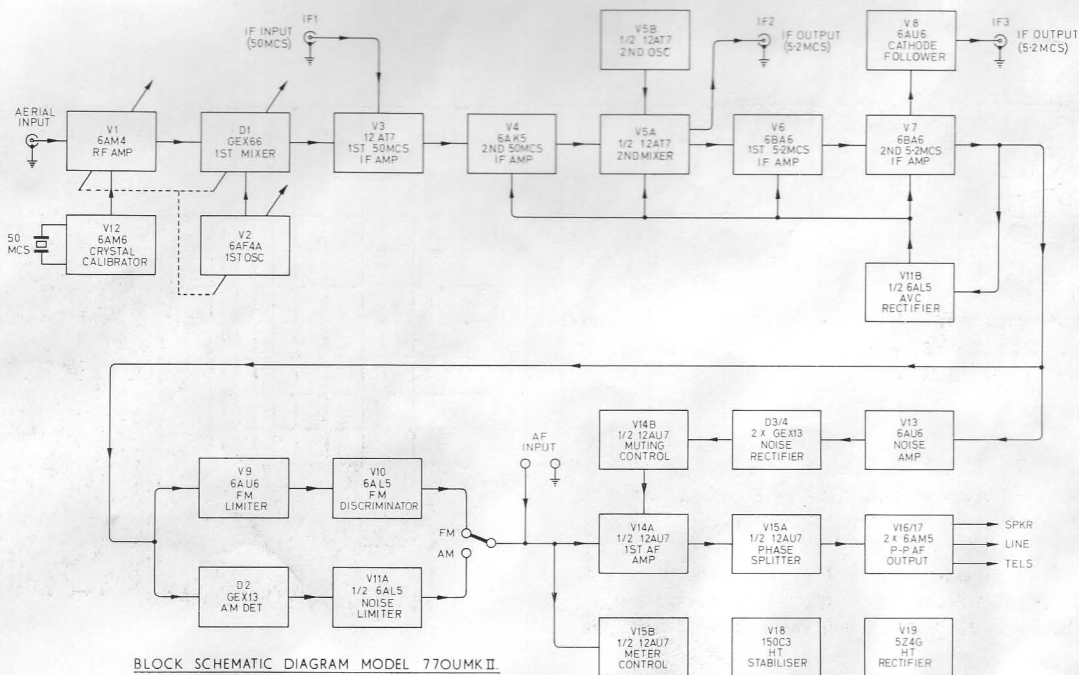 IF1
IF INPUT
(50MCS)
V5B
1/2 12AT7
2ND OSC
IF2
IF OUTPUT
(5·2MCS)
V8
6AU6
CATHODE
FOLLOWER
IF3
IF OUTPUT
(5·2MCS)
AERIAL
INPUT
V1
6AM4
RF AMP
D1
GEX66
1ST MIXER
V3
12AT7
1ST 50MCS
IF AMP
V4
6AK5
2ND 50MCS
IF AMP
V5A
1/2 12AT7
2ND MIXER
V6
6BA6
1ST 5·2MCS
IF AMP
V7
6BA6
2ND 5·2MCS
IF AMP
50
MCS
V12
6AM6
CRYSTAL
CALIBRATOR
V2
6AF4A
1ST OSC
V11B
1/2 6AL5
AVC
RECTIFIER
AF
INPUT
V14B
1/2 12AU7
MUTING
CONTROL
D3/4
2 X GEX13
NOISE
RECTIFIER
V13
6AU6
NOISE
AMP
V9
6AU6
FM
LIMITER
V10
6AL5
FM
DISCRIMINATOR
FM
AM
V14A
1/2 12AU7
1ST AF
AMP
V15A
1/2 12AU7
PHASE
SPLITTER
V16/17
2X 6AM5
P-P AF
OUTPUT
SPKR
LINE
TELS
D2
GEX13
AM DET
V11A
1/2 6AL5
NOISE
LIMITER
V15B
1/2 12AU7
METER
CONTROL
V18
150C3
HT
STABILISER
V19
5Z4G
HT
RECTIFIER
BLOCK SCHEMATIC DIAGRAM MODEL 770UMK II.